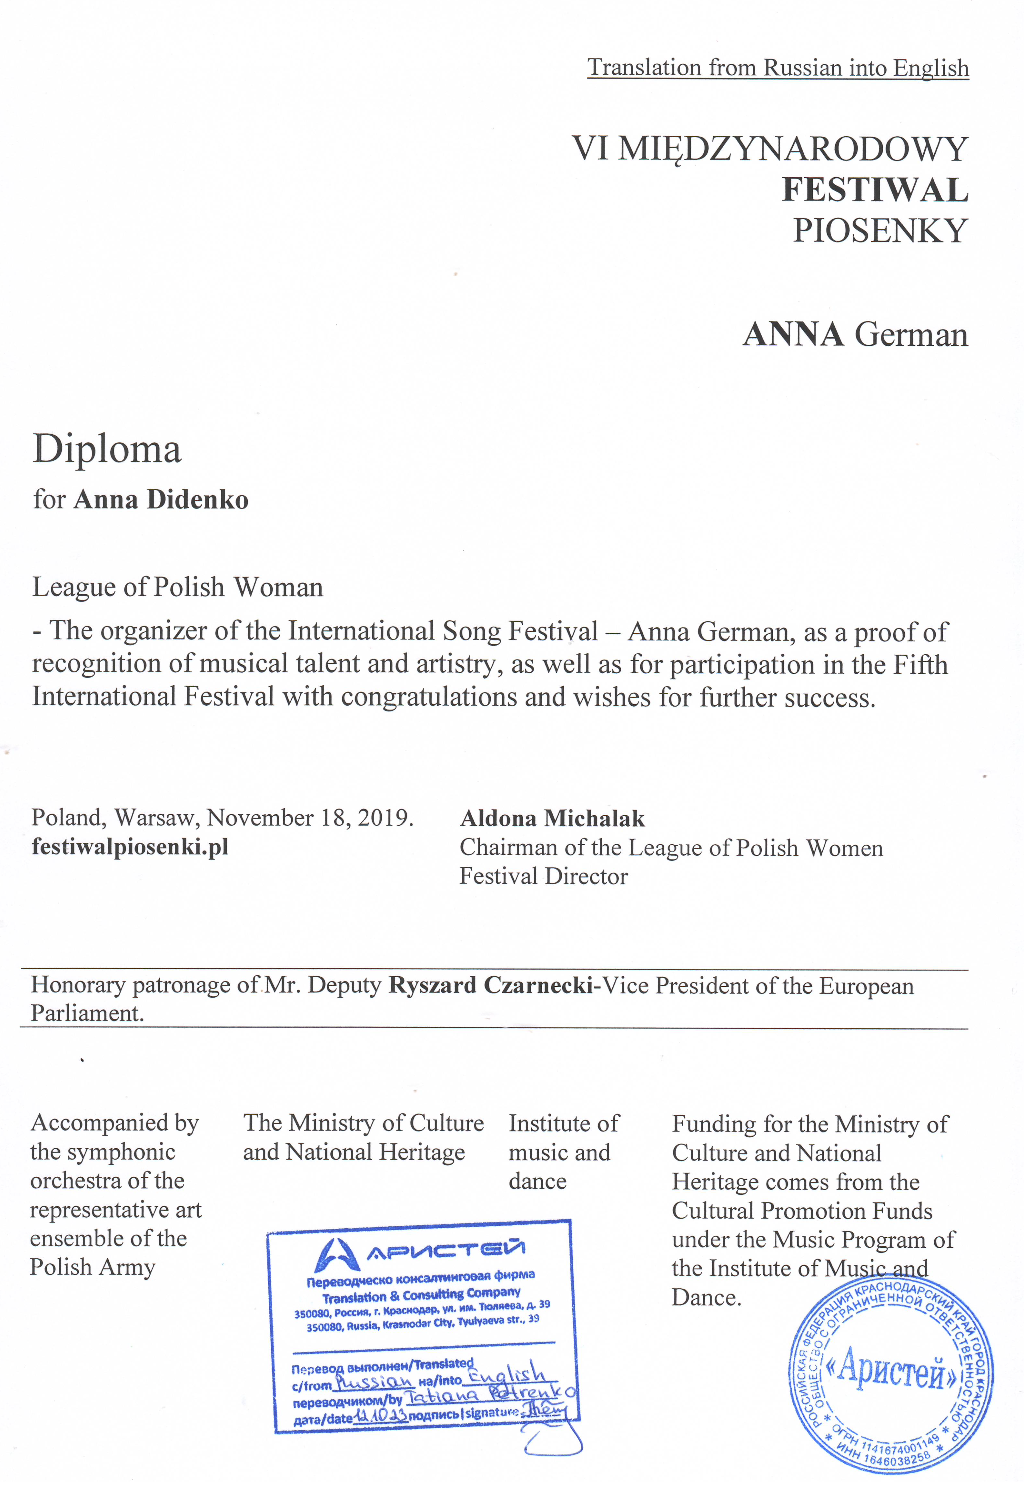 Translation from Russian into English
VI MIĘDZYNARODOWY
FESTIWAL
PIOSENKY
ANNA German
Diploma
for Anna Didenko
League of Polish Woman
- The organizer of the International Song Festival – Anna German, as a proof of
recognition of musical talent and artistry, as well as for participation in the Fifth
International Festival with congratulations and wishes for further success.
Poland, Warsaw, November 18, 2019.
festiwalpiosenki.pl
Aldona Michalak
Chairman of the League of Polish Women
Festival Director
Honorary patronage of Mr. Deputy Ryszard Czarnecki-Vice President of the European
Parliament.
Accompanied by
the symphonic
orchestra of the
representative art
ensemble of the
Polish Army
The Ministry of Culture
and National Heritage
Institute of
music and
dance
Funding for the Ministry of
Culture and National
Heritage comes from the
Cultural Promotion Funds
under the Music Program of
the Institute of Music and
Dance.
АРИСТЕЙ
Переводческо консалтинговая фирма
Translation & Consulting Company
350080, Россия, г. Краснодар, ул. им. Тюляева, д. 39
350080, Russia, Krasnodar City, Tyulyaeva str., 39
Перевод выполнен/Translated
с/from Russian на/into English
переводчиком/by Tatiana Petrenko
дата/date 12.10.23 подпись|signature
РОССИЙСКАЯ ФЕДЕРАЦИЯ КРАСНОДАРСКИЙ КРАЙ ГОРОД КРАСНОДАР
ОБЩЕСТВО С ОГРАНИЧЕННОЙ ОТВЕТСТВЕННОСТЬЮ
«Аристей»
* ОГРН 1141674001149 *
* ИНН 1646038258 *